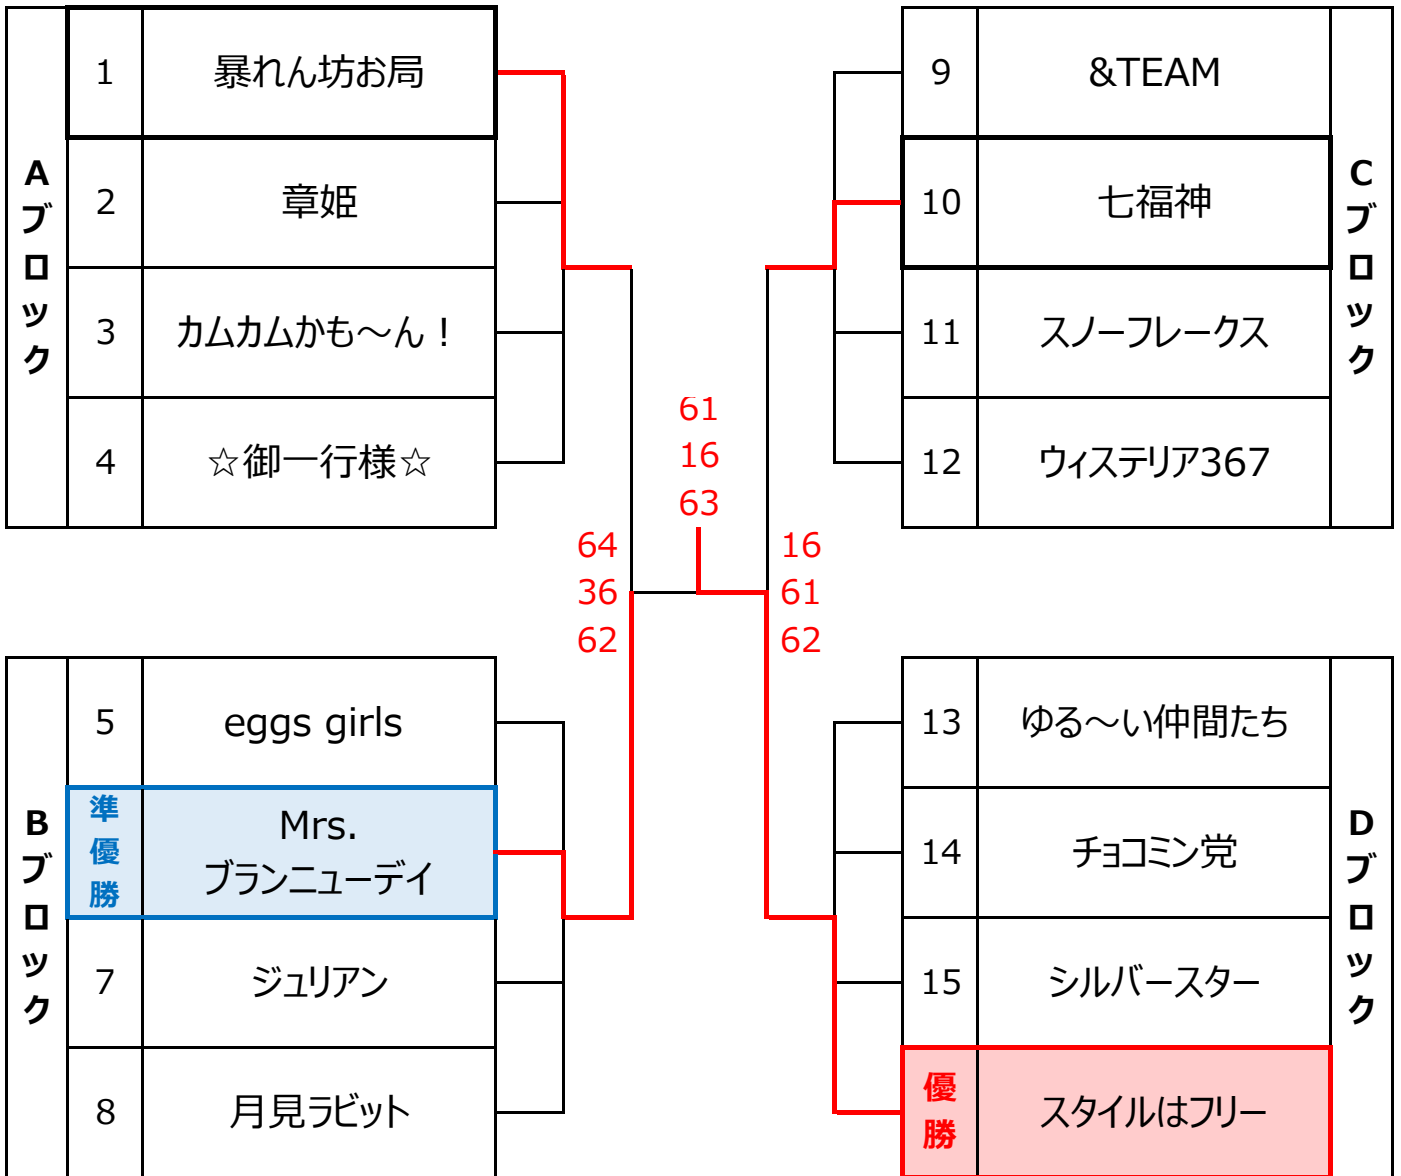 Aブロック
1 暴れん坊お局
2 章姫
3 カムカムかも～ん！
4 ☆御一行様☆
Bブロック
5 eggs girls
準優勝 Mrs.
ブランニューデイ
7 ジュリアン
8 月見ラビット
61
16
63
64
36
62
16
61
62
Cブロック
9 &TEAM
10 七福神
11 スノーフレークス
12 ウィステリア367
Dブロック
13 ゆる～い仲間たち
14 チョコミン党
15 シルバースター
優勝 スタイルはフリー